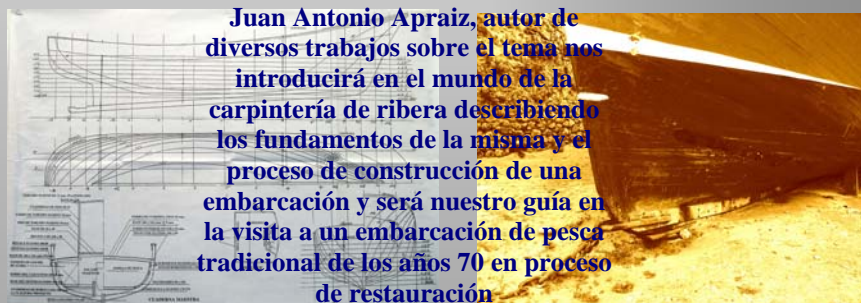 Juan Antonio Apraiz, autor de
diversos trabajos sobre el tema nos
introducirá en el mundo de la
carpintería de ribera describiendo
los fundamentos de la misma y el
proceso de construcción de una
embarcación y será nuestro guía en
la visita a un embarcación de pesca
tradicional de los años 70 en proceso
de restauración
CUADERNA MAESTRA